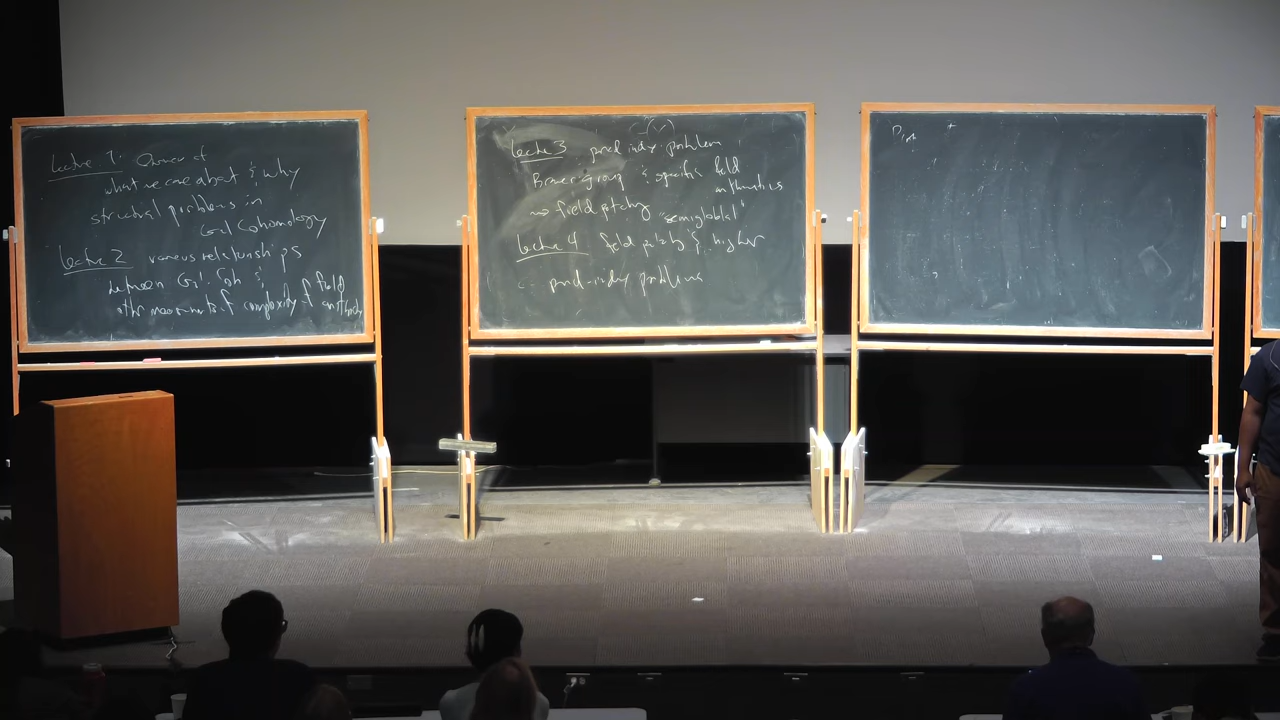 Lecture 1: Overview of
what we care about & why
structural problems in
Gal Cohomology
Lecture 2 various relationships
between Gal Coh &
other measurements of complexity of field
Lecture 3 period index problem
Brauer group & specific field
arithmetics
field patching "semiglobal"
Lecture 4 field patching & higher
period-index problems